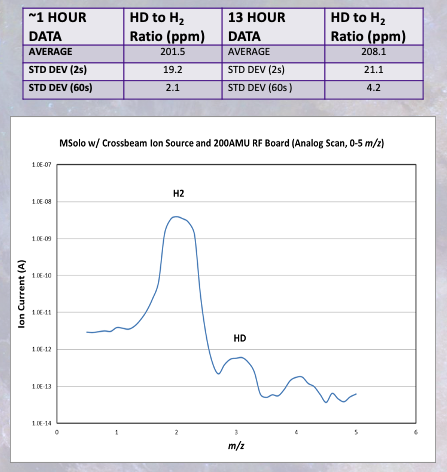 ~1 HOUR DATA HD to H2 Ratio (ppm) 13 HOUR DATA HD to H2 Ratio (ppm)
AVERAGE 201.5 AVERAGE 208.1
STD DEV (2s) 19.2 STD DEV (2s) 21.1
STD DEV (60s) 2.1 STD DEV (60s) 4.2
MSolo w/ Crossbeam Ion Source and 200AMU RF Board (Analog Scan, 0-5 m/z)
1.0E-07
H2
1.0E-08
1.0E-09
1.0E-10
Ion Current (A)
1.0E-11
HD
1.0E-12
1.0E-13
1.0E-14
0 1 2 3 4 5 6
m/z